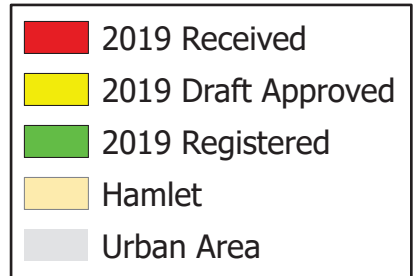 2019 Received
2019 Draft Approved
2019 Registered
Hamlet
Urban Area